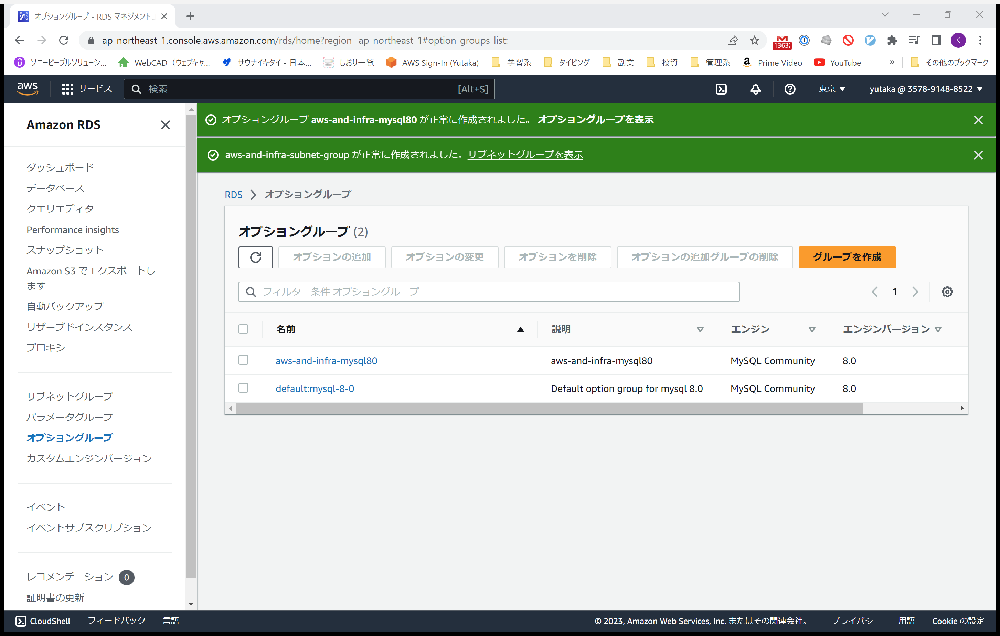 オプショングループ - RDS マネジメントコ
ap-northeast-1.console.aws.amazon.com/rds/home?region=ap-northeast-1#option-groups-list:
1363
ソニーピープルソリューシ... WebCAD（ウェブキャ... サウナイキタイ - 日本... しおり一覧 AWS Sign-In (Yutaka) 学習系 タイピング 副業 投資 管理系 Prime Video YouTube » その他のブックマーク
aws サービス 検索 [Alt+S] 東京 ▼ yutaka @ 3578-9148-8522 ▼
Amazon RDS
ダッシュボード
データベース
クエリエディタ
Performance insights
スナップショット
Amazon S3 でエクスポートし
ます
自動バックアップ
リザーブドインスタンス
プロキシ
サブネットグループ
パラメータグループ
オプショングループ
カスタムエンジンバージョン
イベント
イベントサブスクリプション
レコメンデーション 0
証明書の更新
オプショングループ aws-and-infra-mysql80 が正常に作成されました。 オプショングループを表示
aws-and-infra-subnet-group が正常に作成されました。サブネットグループを表示
RDS > オプショングループ
オプショングループ (2)
オプションの追加 オプションの変更 オプションを削除 オプションの追加グループの削除 グループを作成
フィルター条件 オプショングループ 1
名前 説明 エンジン エンジンバージョン
aws-and-infra-mysql80 aws-and-infra-mysql80 MySQL Community 8.0
default:mysql-8-0 Default option group for mysql 8.0 MySQL Community 8.0
CloudShell フィードバック 言語 © 2023, Amazon Web Services, Inc. またはその関連会社。 プライバシー 用語 Cookie の設定